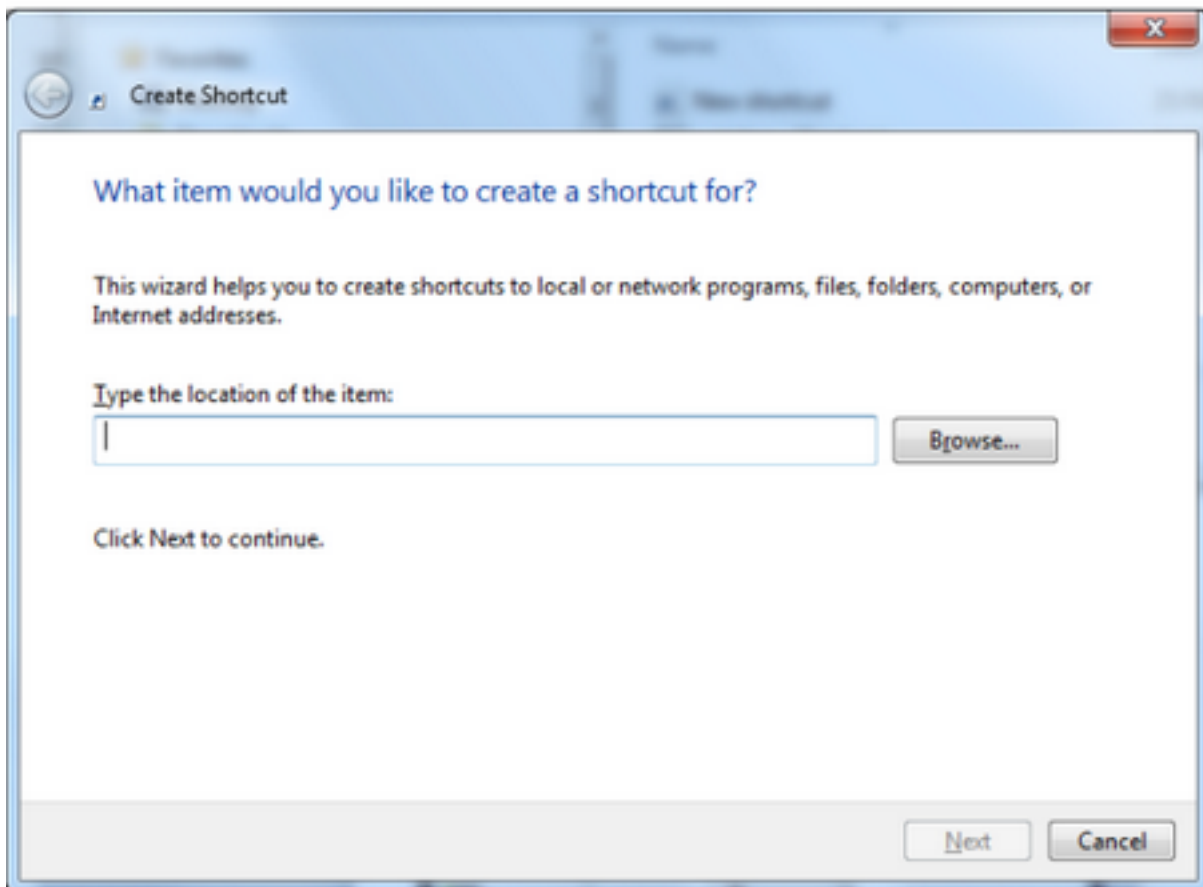 Create Shortcut
New shortcut
What item would you like to create a shortcut for?
This wizard helps you to create shortcuts to local or network programs, files, folders, computers, or
Internet addresses.
Type the location of the item:
Browse...
Click Next to continue.
Next
Cancel